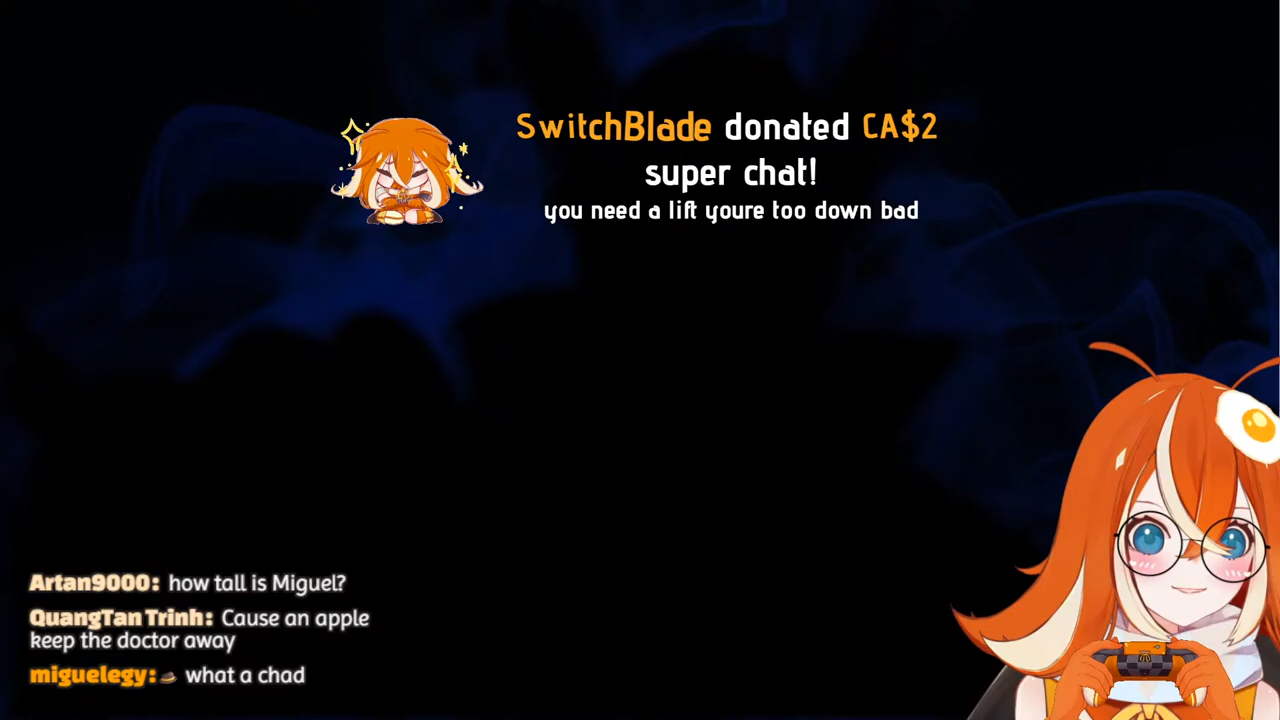 SwitchBlade donated CA$2
super chat!
you need a lift youre too down bad
Artan9000: how tall is Miguel?
QuangTan Trinh: Cause an apple
keep the doctor away
miguelegy: what a chad